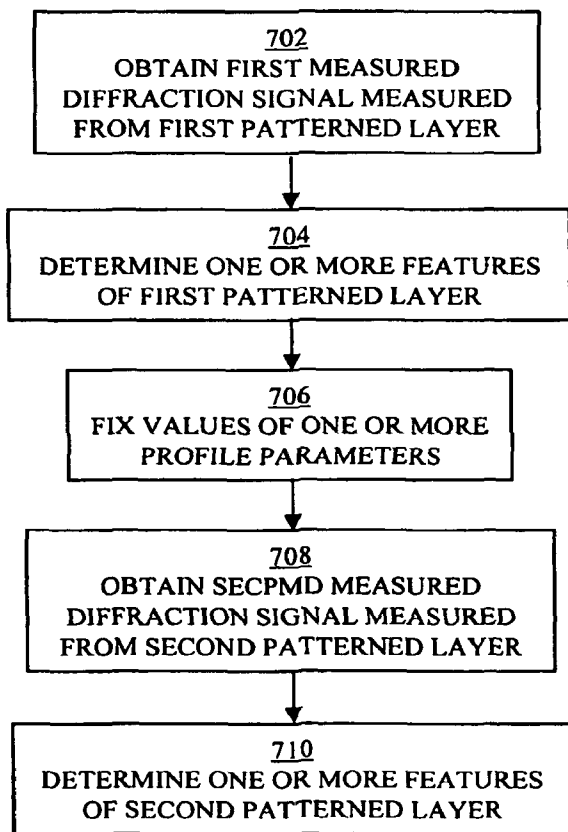 702
OBTAIN FIRST MEASURED
DIFFRACTION SIGNAL MEASURED
FROM FIRST PATTERNED LAYER
704
DETERMINE ONE OR MORE FEATURES
OF FIRST PATTERNED LAYER
706
FIX VALUES OF ONE OR MORE
PROFILE PARAMETERS
708
OBTAIN SECPMD MEASURED
DIFFRACTION SIGNAL MEASURED
FROM SECOND PATTERNED LAYER
710
DETERMINE ONE OR MORE FEATURES
OF SECOND PATTERNED LAYER